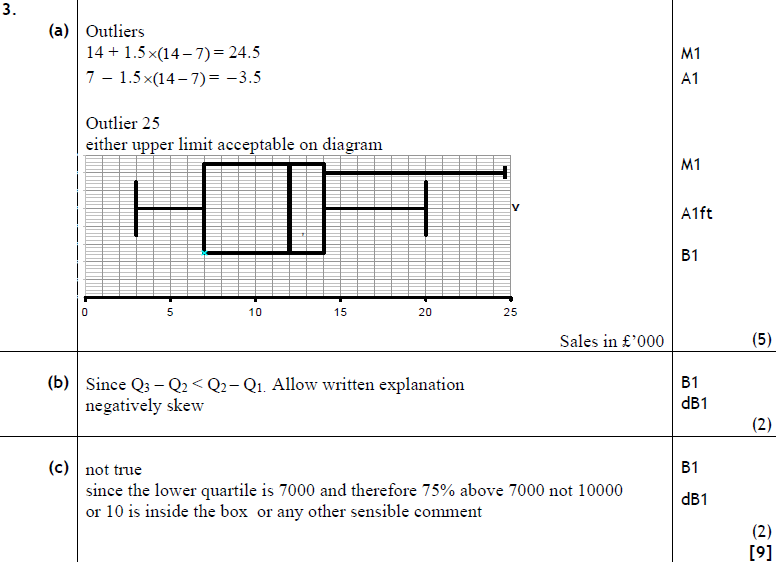 3.
(a) Outliers
14 + 1.5×(14 – 7) = 24.5 M1
7 – 1.5×(14 – 7) = –3.5 A1
Outlier 25
either upper limit acceptable on diagram
M1
v
A1ft
B1
0 5 10 15 20 25
Sales in £'000 (5)
(b) Since Q3 – Q2 < Q2 – Q1. Allow written explanation B1
negatively skew dB1
(2)
(c) not true B1
since the lower quartile is 7000 and therefore 75% above 7000 not 10000 dB1
or 10 is inside the box or any other sensible comment
(2)
[9]